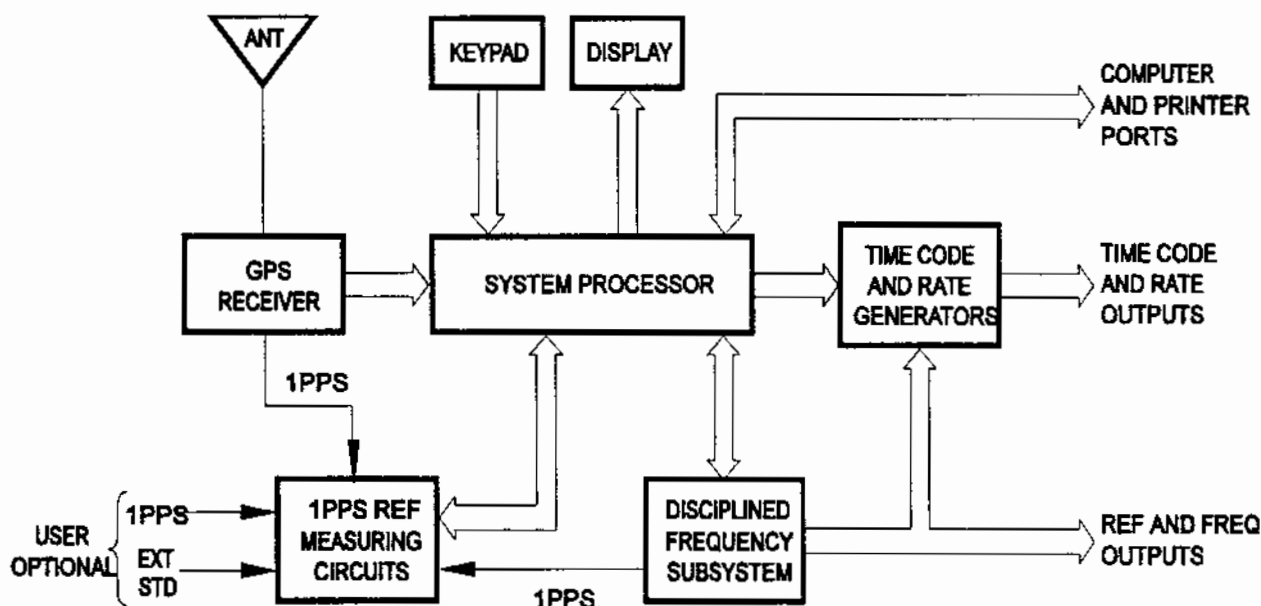 ANT
KEYPAD
DISPLAY
COMPUTER
AND PRINTER
PORTS
GPS
RECEIVER
SYSTEM PROCESSOR
TIME CODE
AND RATE
GENERATORS
TIME CODE
AND RATE
OUTPUTS
1PPS
USER
OPTIONAL
1PPS
EXT
STD
1PPS REF
MEASURING
CIRCUITS
1PPS
DISCIPLINED
FREQUENCY
SUBSYSTEM
REF AND FREQ
OUTPUTS